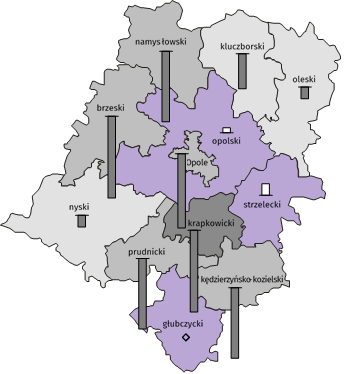 namysłowski
kluczborski
oleski
brzeski
opolski
Opole
strzelecki
nyski
krapkowicki
prudnicki
kędzierzyńsko-kozielski
głubczycki